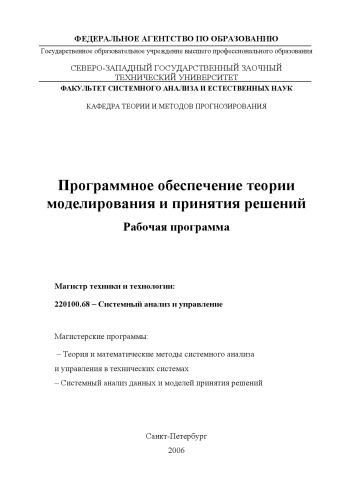 ФЕДЕРАЛЬНОЕ АГЕНТСТВО ПО ОБРАЗОВАНИЮ
Государственное образовательное учреждение высшего профессионального образования
СЕВЕРО-ЗАПАДНЫЙ ГОСУДАРСТВЕННЫЙ ЗАОЧНЫЙ
ТЕХНИЧЕСКИЙ УНИВЕРСИТЕТ
ФАКУЛЬТЕТ СИСТЕМНОГО АНАЛИЗА И ЕСТЕСТВЕННЫХ НАУК
КАФЕДРА ТЕОРИИ И МЕТОДОВ ПРОГНОЗИРОВАНИЯ
Программное обеспечение теории
моделирования и принятия решений
Рабочая программа
Магистр техники и технологии:
220100.68 – Системный анализ и управление
Магистерские программы:
– Теория и математические методы системного анализа
и управления в технических системах
– Системный анализ данных и моделей принятия решений
Санкт-Петербург
2006